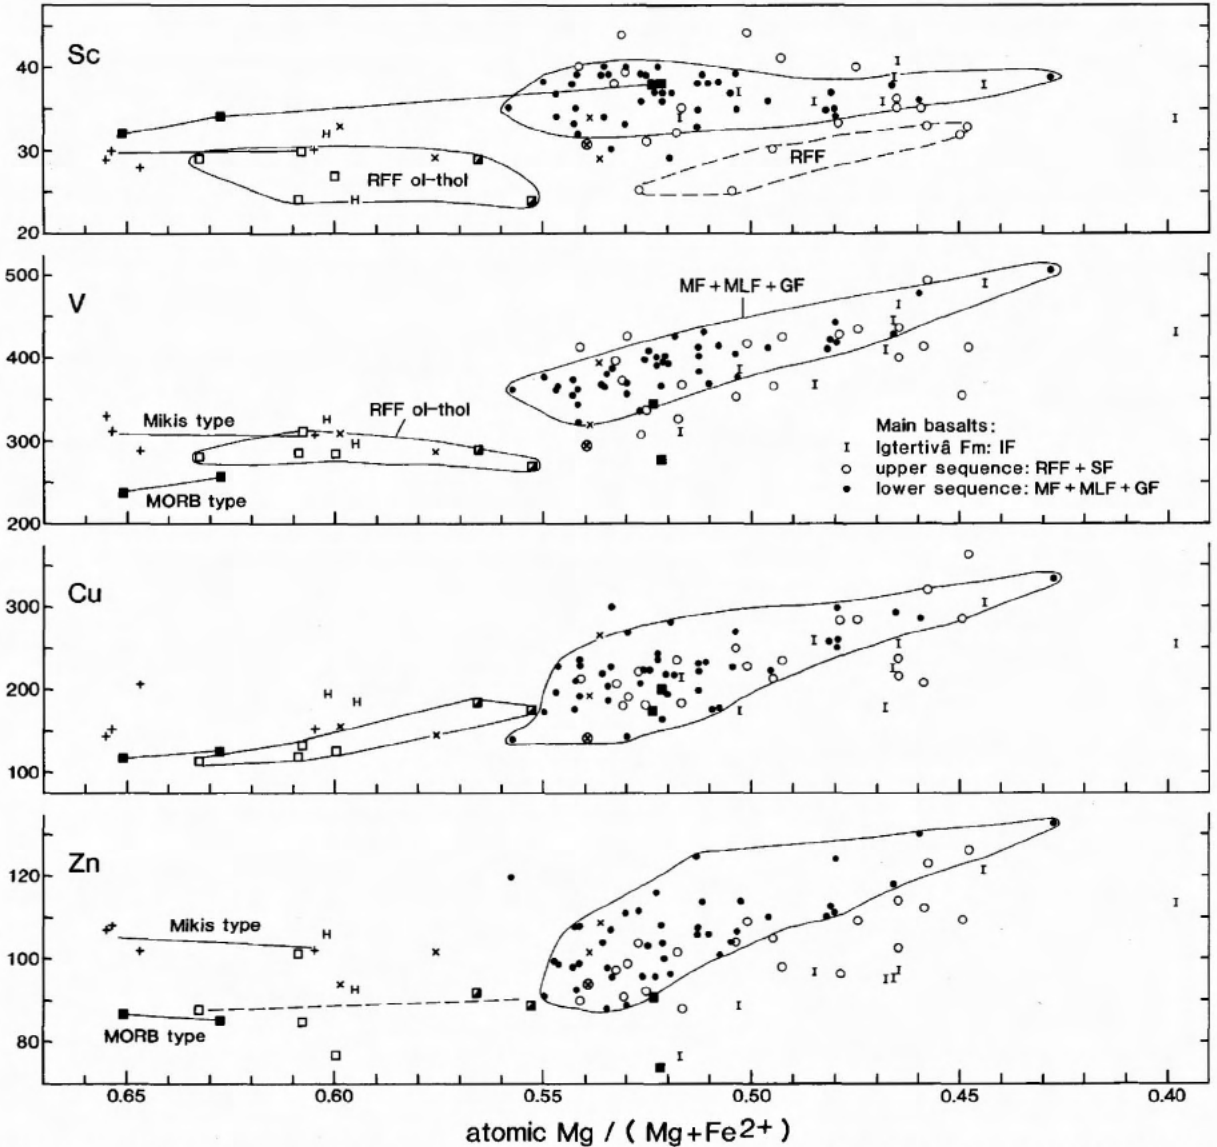 Sc
40
30
20
RFF ol-thol
RFF
V
500
400
300
200
MF + MLF + GF
Mikis type
RFF ol-thol
MORB type
Main basalts:
I Igtertivâ Fm: IF
○ upper sequence: RFF + SF
● lower sequence: MF + MLF + GF
Cu
300
200
100
Zn
120
100
80
Mikis type
MORB type
0.65
0.60
0.55
0.50
0.45
0.40
atomic Mg / ( Mg+Fe2+)